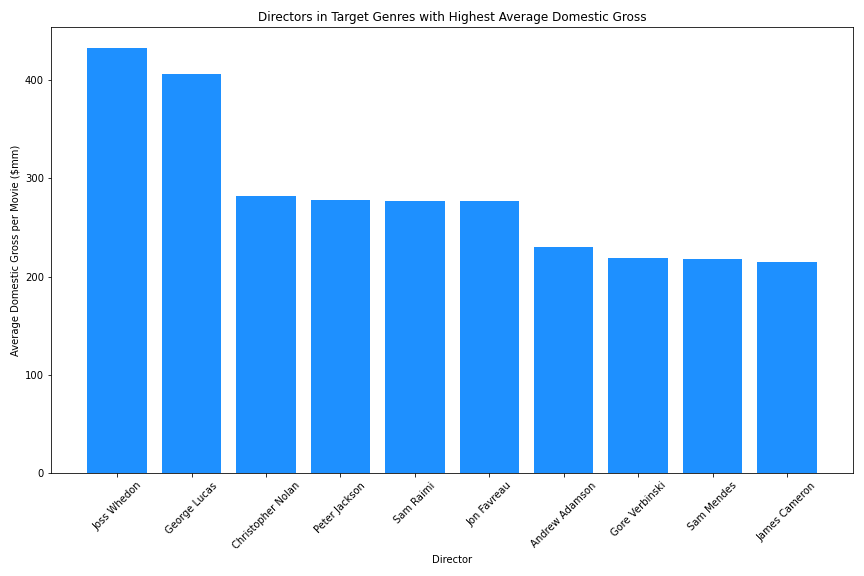 Directors in Target Genres with Highest Average Domestic Gross
Average Domestic Gross per Movie ($mm)
400
300
200
100
0
Joss Whedon
George Lucas
Christopher Nolan
Peter Jackson
Sam Raimi
Jon Favreau
Andrew Adamson
Gore Verbinski
Sam Mendes
James Cameron
Director